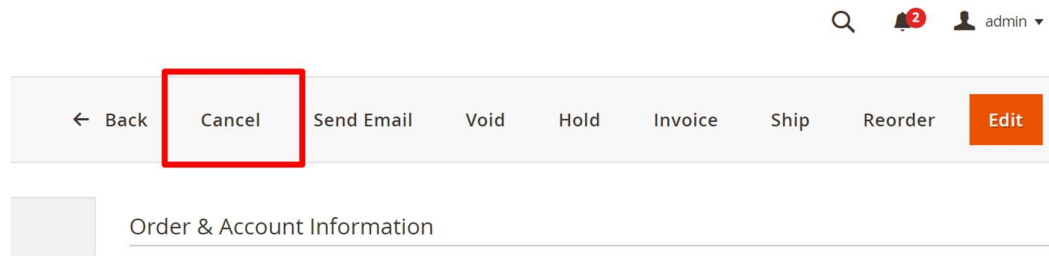 2
admin
Back Cancel Send Email Void Hold Invoice Ship Reorder Edit
Order & Account Information